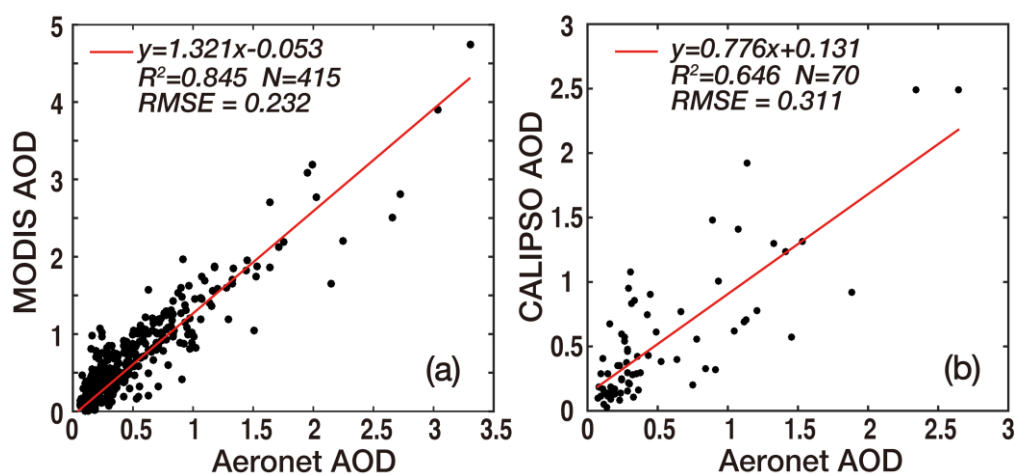 y=1.321x-0.053
R²=0.845 N=415
RMSE = 0.232
5
4
3
2
1
0
MODIS AOD
(a)
0 0.5 1 1.5 2 2.5 3 3.5
Aeronet AOD
y=0.776x+0.131
R²=0.646 N=70
RMSE = 0.311
3
2.5
2
1.5
1
0.5
0
CALIPSO AOD
(b)
0 0.5 1 1.5 2 2.5 3
Aeronet AOD